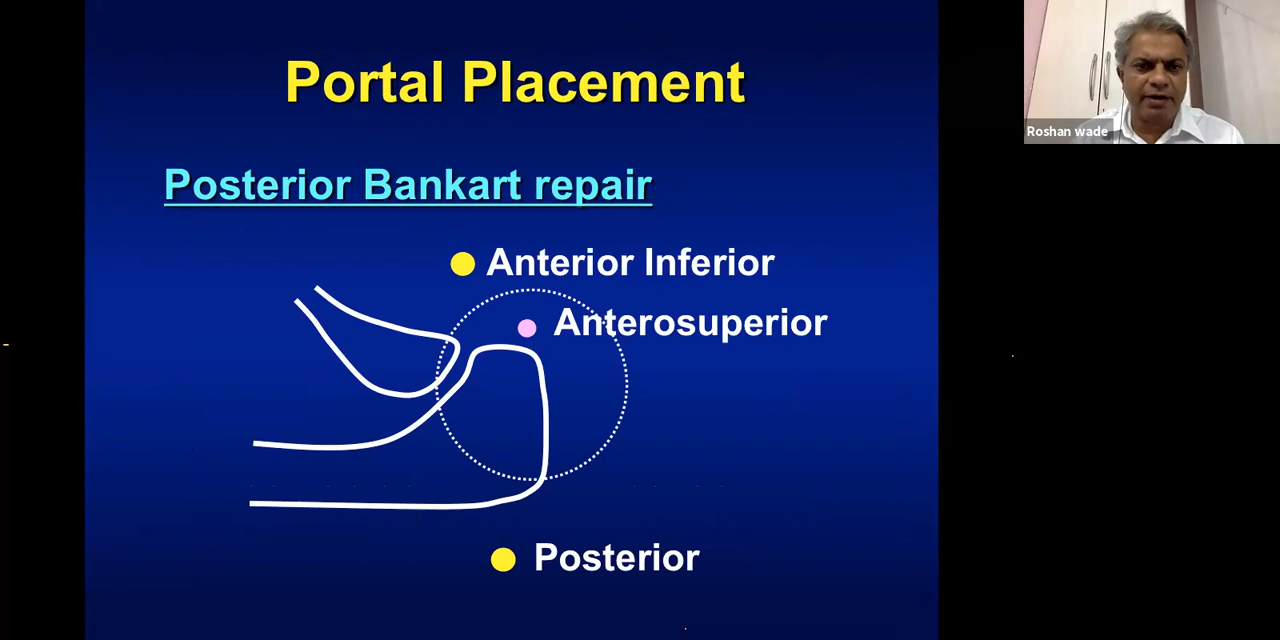 Portal Placement
Roshan wade
Posterior Bankart repair
Anterior Inferior
Anterosuperior
Posterior